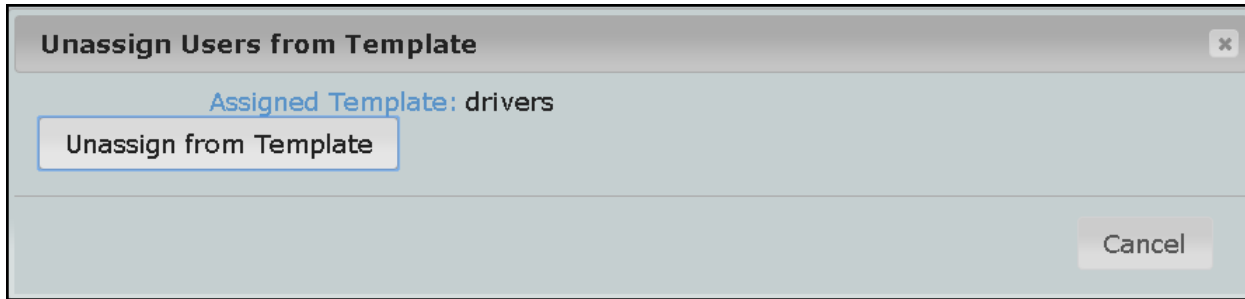 Unassign Users from Template
Assigned Template: drivers
Unassign from Template
Cancel